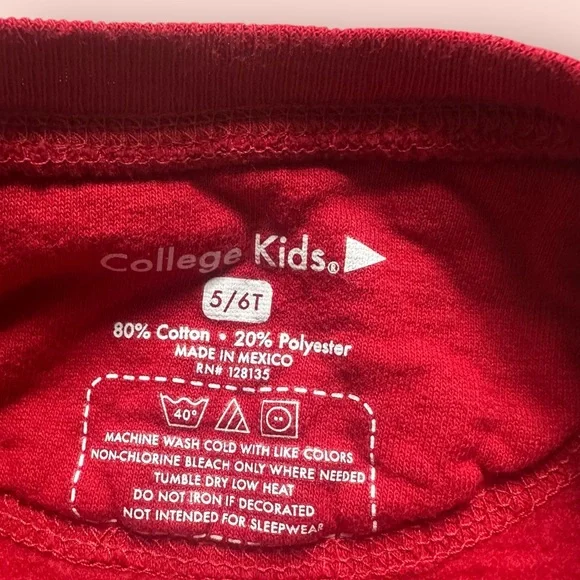 College Kids®
5/6T
80% Cotton • 20% Polyester
MADE IN MEXICO
RN# 128135
40°
MACHINE WASH COLD WITH LIKE COLORS
NON-CHLORINE BLEACH ONLY WHERE NEEDED
TUMBLE DRY LOW HEAT
DO NOT IRON IF DECORATED
NOT INTENDED FOR SLEEPWEAR